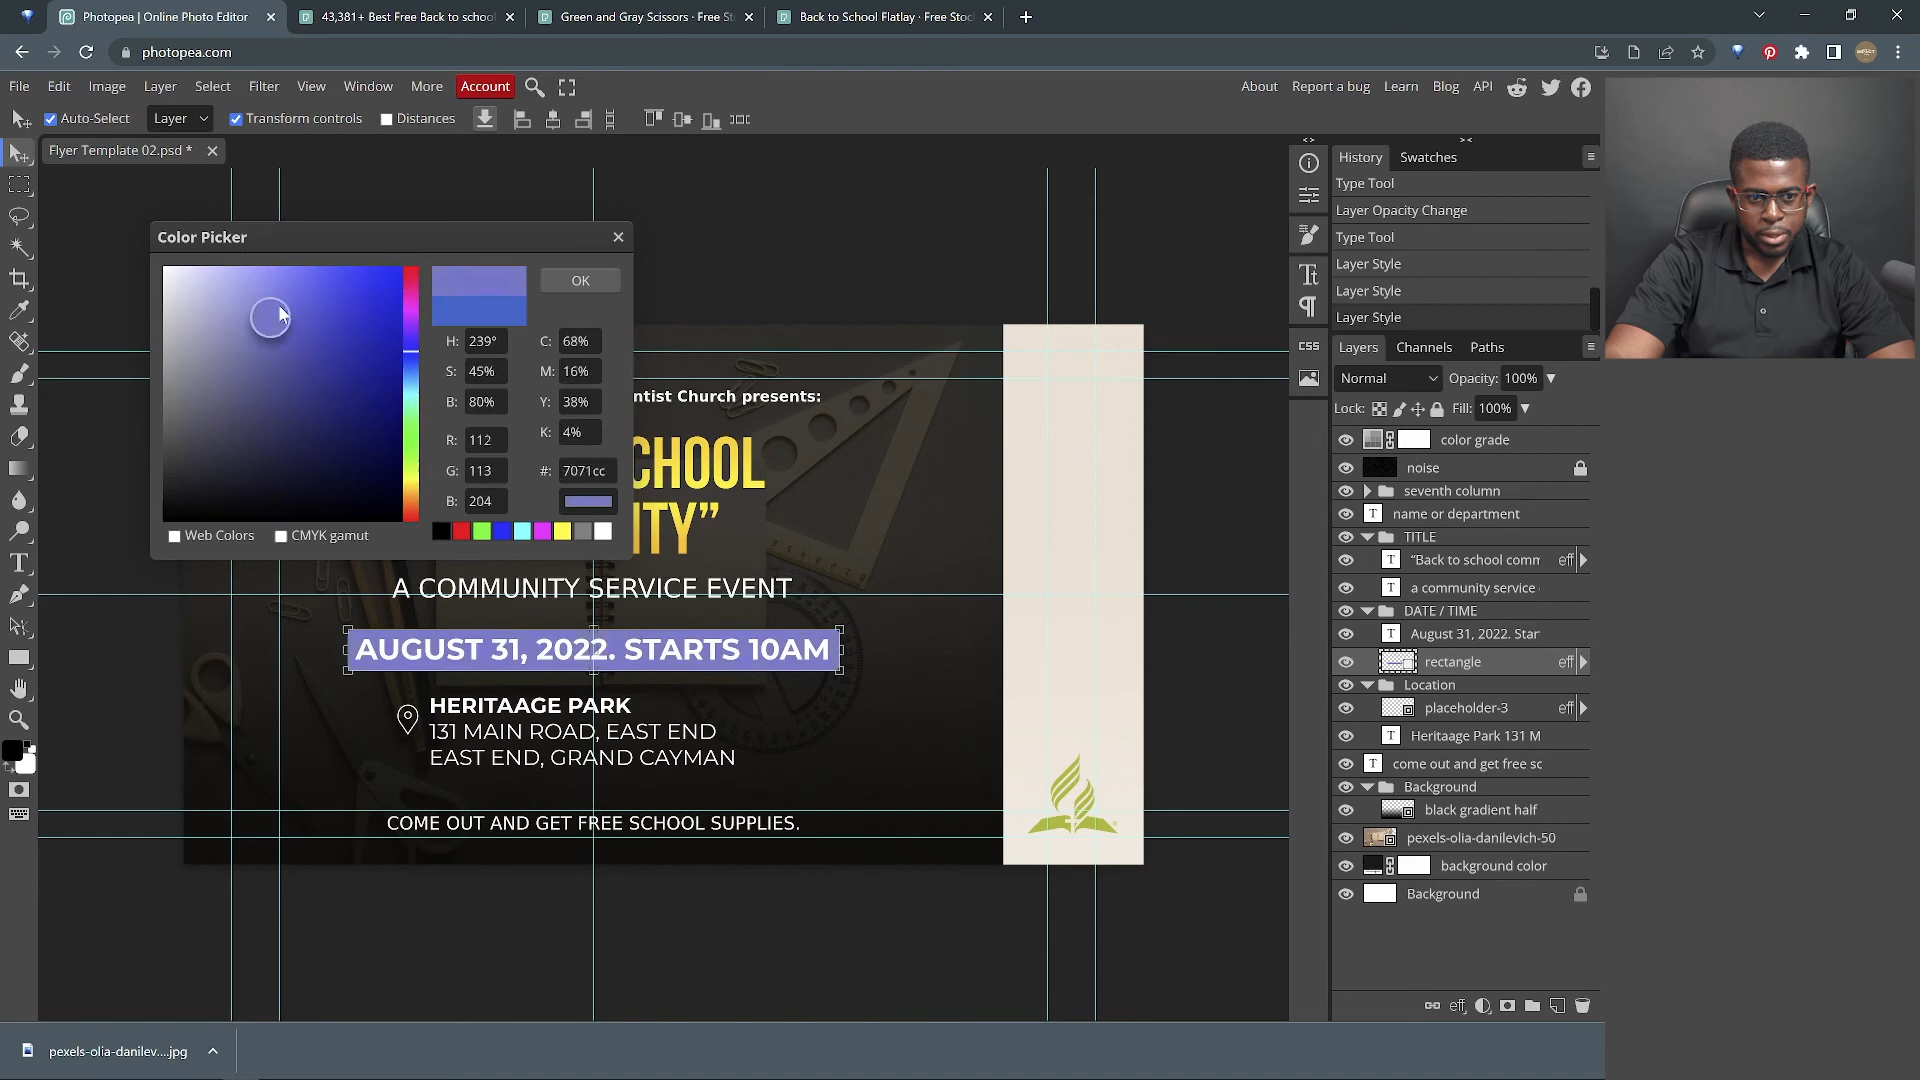 Photopea | Online Photo Editor
43,381+ Best Free Back to school
Green and Gray Scissors · Free St
Back to School Flatlay · Free Stoc
photopea.com
File Edit Image Layer Select Filter View Window More Account
About Report a bug Learn Blog API
Auto-Select Layer Transform controls Distances
Flyer Template 02.psd *
Color Picker
OK
H: 239° C: 68%
S: 45% M: 16%
B: 80% Y: 38%
K: 4%
R: 112
G: 113 #: 7071cc
B: 204
Web Colors CMYK gamut
ntist Church presents:
CHOOL
ITY”
A COMMUNITY SERVICE EVENT
AUGUST 31, 2022. STARTS 10AM
HERITAAGE PARK
131 MAIN ROAD, EAST END
EAST END, GRAND CAYMAN
COME OUT AND GET FREE SCHOOL SUPPLIES.
CSS
History Swatches
Type Tool
Layer Opacity Change
Type Tool
Layer Style
Layer Style
Layer Style
Layers Channels Paths
Normal Opacity: 100%
Lock: Fill: 100%
color grade
noise
seventh column
T name or department
TITLE
T “Back to school comm eff
T a community service
DATE / TIME
T August 31, 2022. Star
rectangle eff
Location
placeholder-3 eff
T Heritaage Park 131 M
T come out and get free sc
Background
black gradient half
pexels-olia-danilevich-50
background color
Background
eff
pexels-olia-danilev....jpg